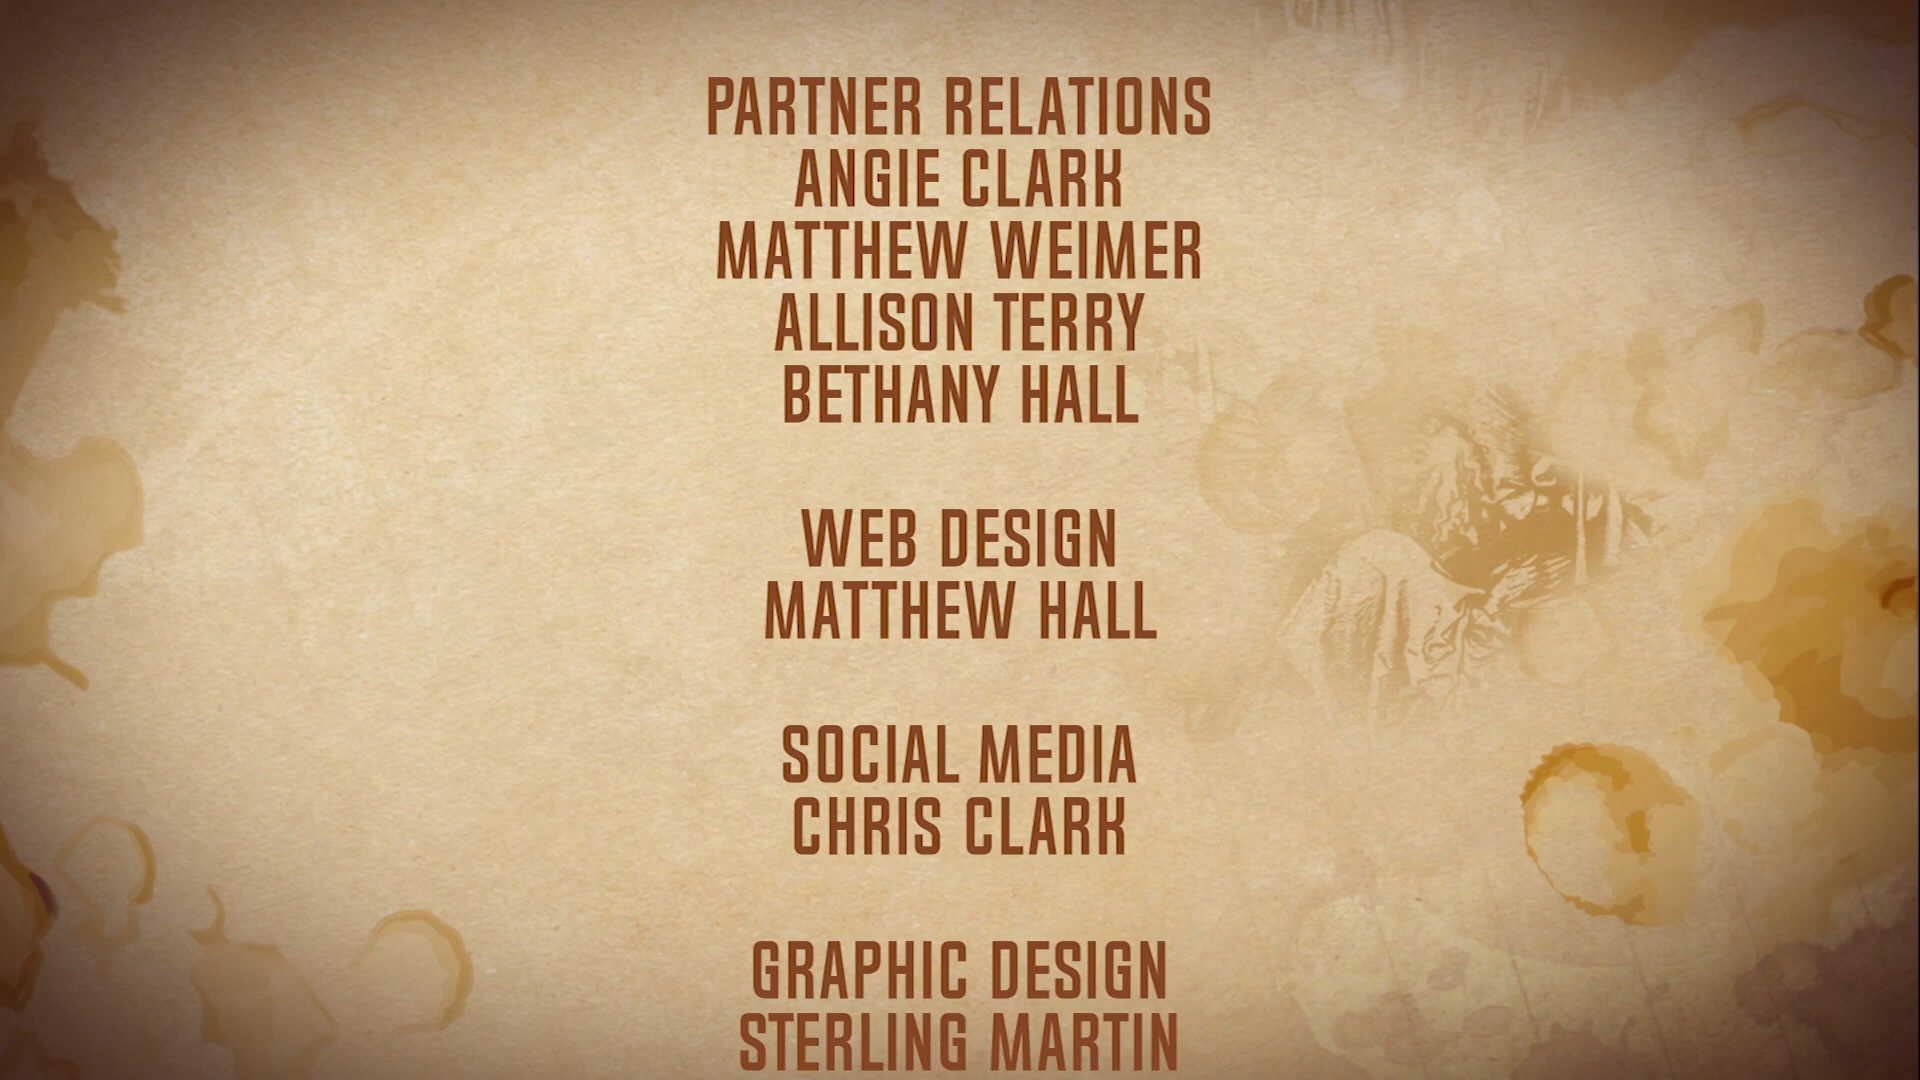 PARTNER RELATIONS
ANGIE CLARK
MATTHEW WEIMER
ALLISON TERRY
BETHANY HALL
WEB DESIGN
MATTHEW HALL
SOCIAL MEDIA
CHRIS CLARK
GRAPHIC DESIGN
STERLING MARTIN